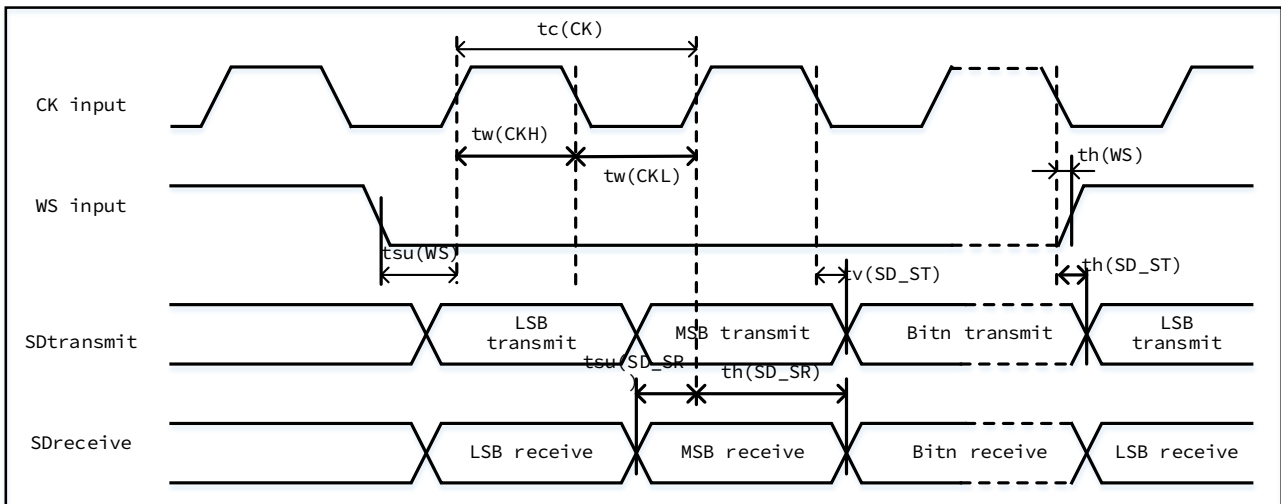 tc(CK)
CK input
tw(CKH)
tw(CKL)
th(WS)
WS input
tsu(WS)
tv(SD_ST)
th(SD_ST)
SDtransmit
LSB
transmit
MSB transmit
Bitn transmit
LSB
transmit
tsu(SD_SR
)
th(SD_SR)
SDreceive
LSB receive
MSB receive
Bitn receive
LSB receive